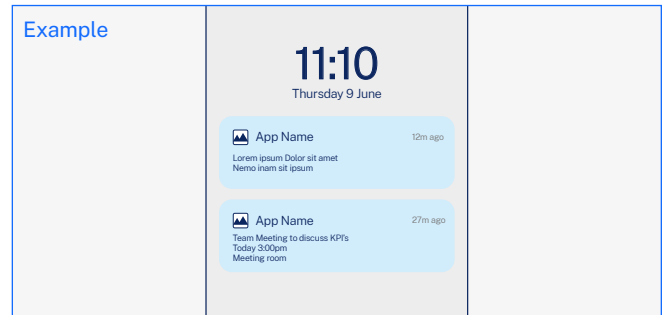 Example
11:10
Thursday 9 June
App Name
12m ago
Lorem ipsum Dolor sit amet
Nemo inam sit ipsum
App Name
27m ago
Team Meeting to discuss KPI's
Today 3:00pm
Meeting room